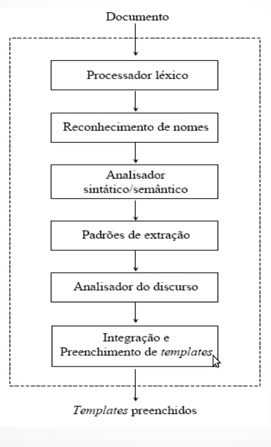 Documento
Processador léxico
Reconhecimento de nomes
Analisador
sintático/semântico
Padrões de extração
Analisador do discurso
Integração e
Preenchimento de templates
Templates preenchidos